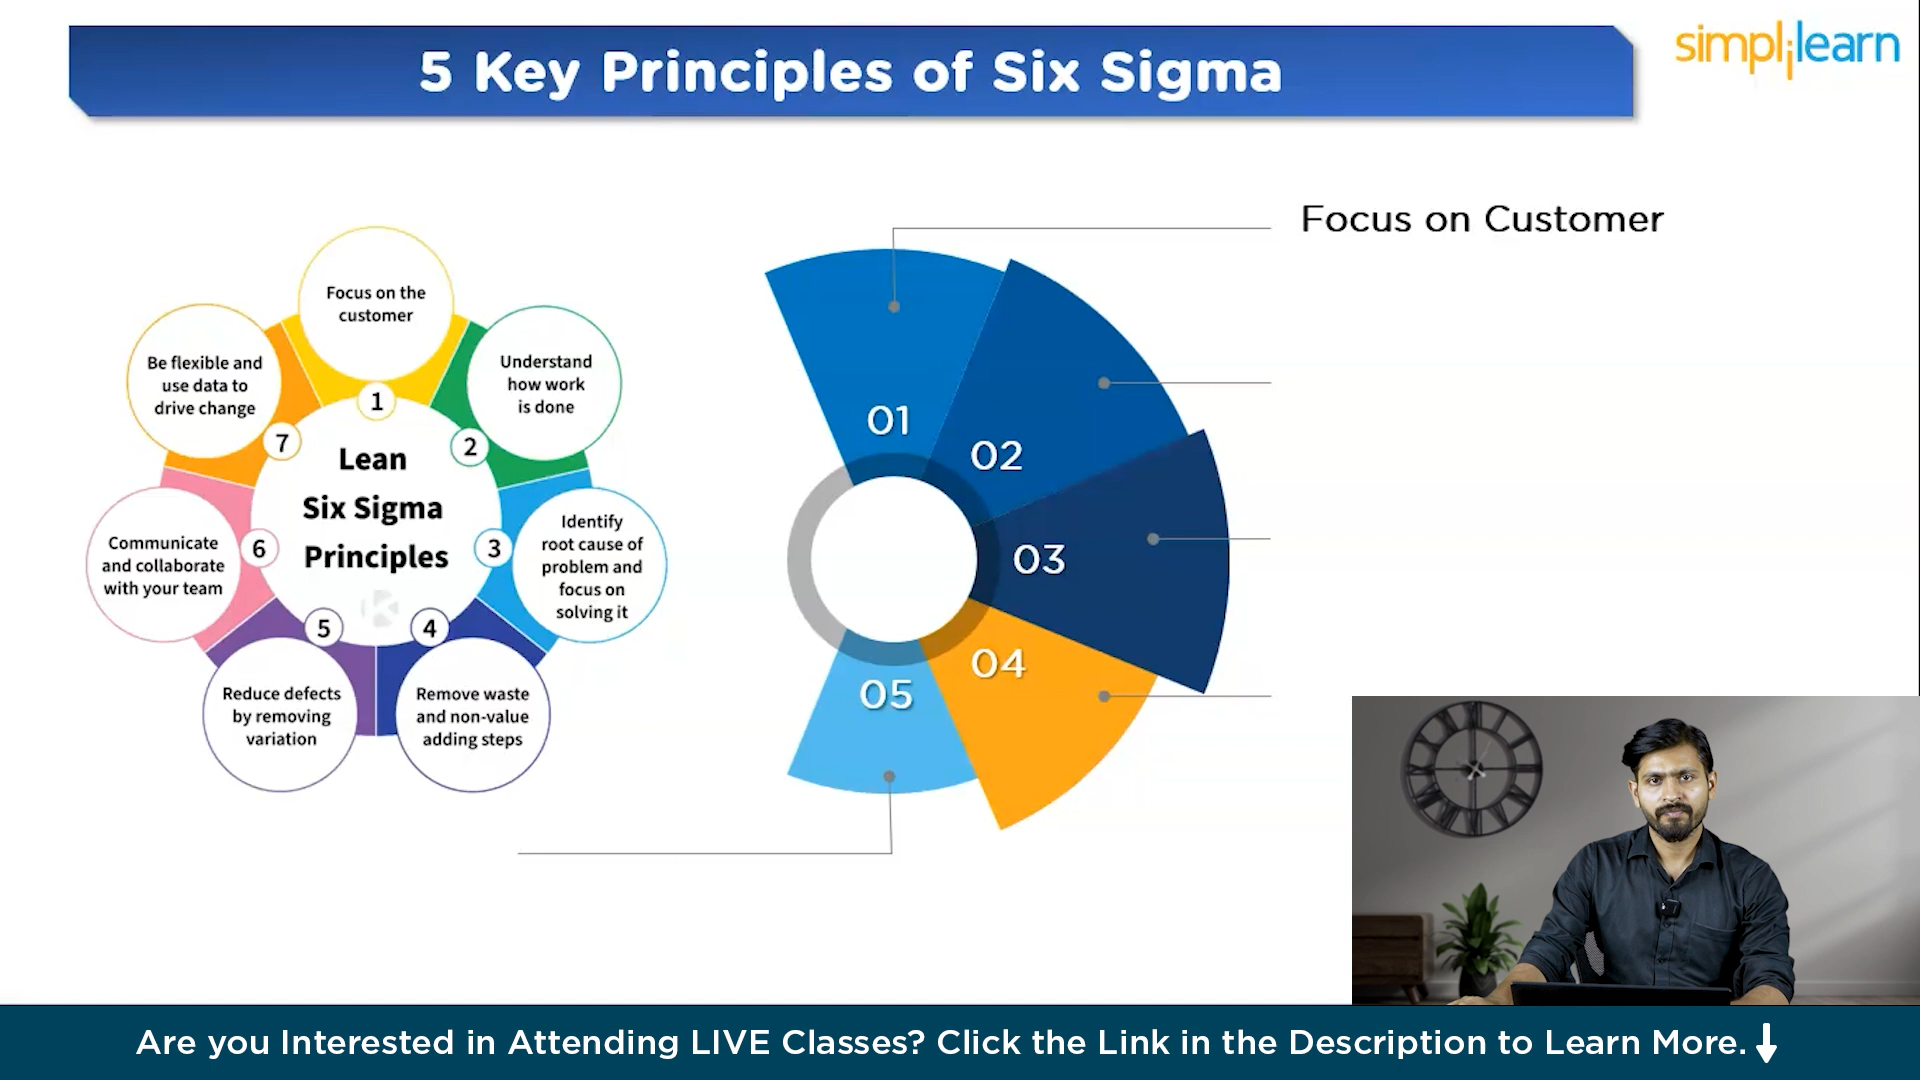 5 Key Principles of Six Sigma
simplilearn
Focus on Customer
Focus on the
customer
Understand
how work
is done
Identify
root cause of
problem and
focus on
solving it
Remove waste
and non-value
adding steps
Reduce defects
by removing
variation
Communicate
and collaborate
with your team
Be flexible and
use data to
drive change
1
2
3
4
5
6
7
Lean
Six Sigma
Principles
01
02
03
04
05
Are you Interested in Attending LIVE Classes? Click the Link in the Description to Learn More.